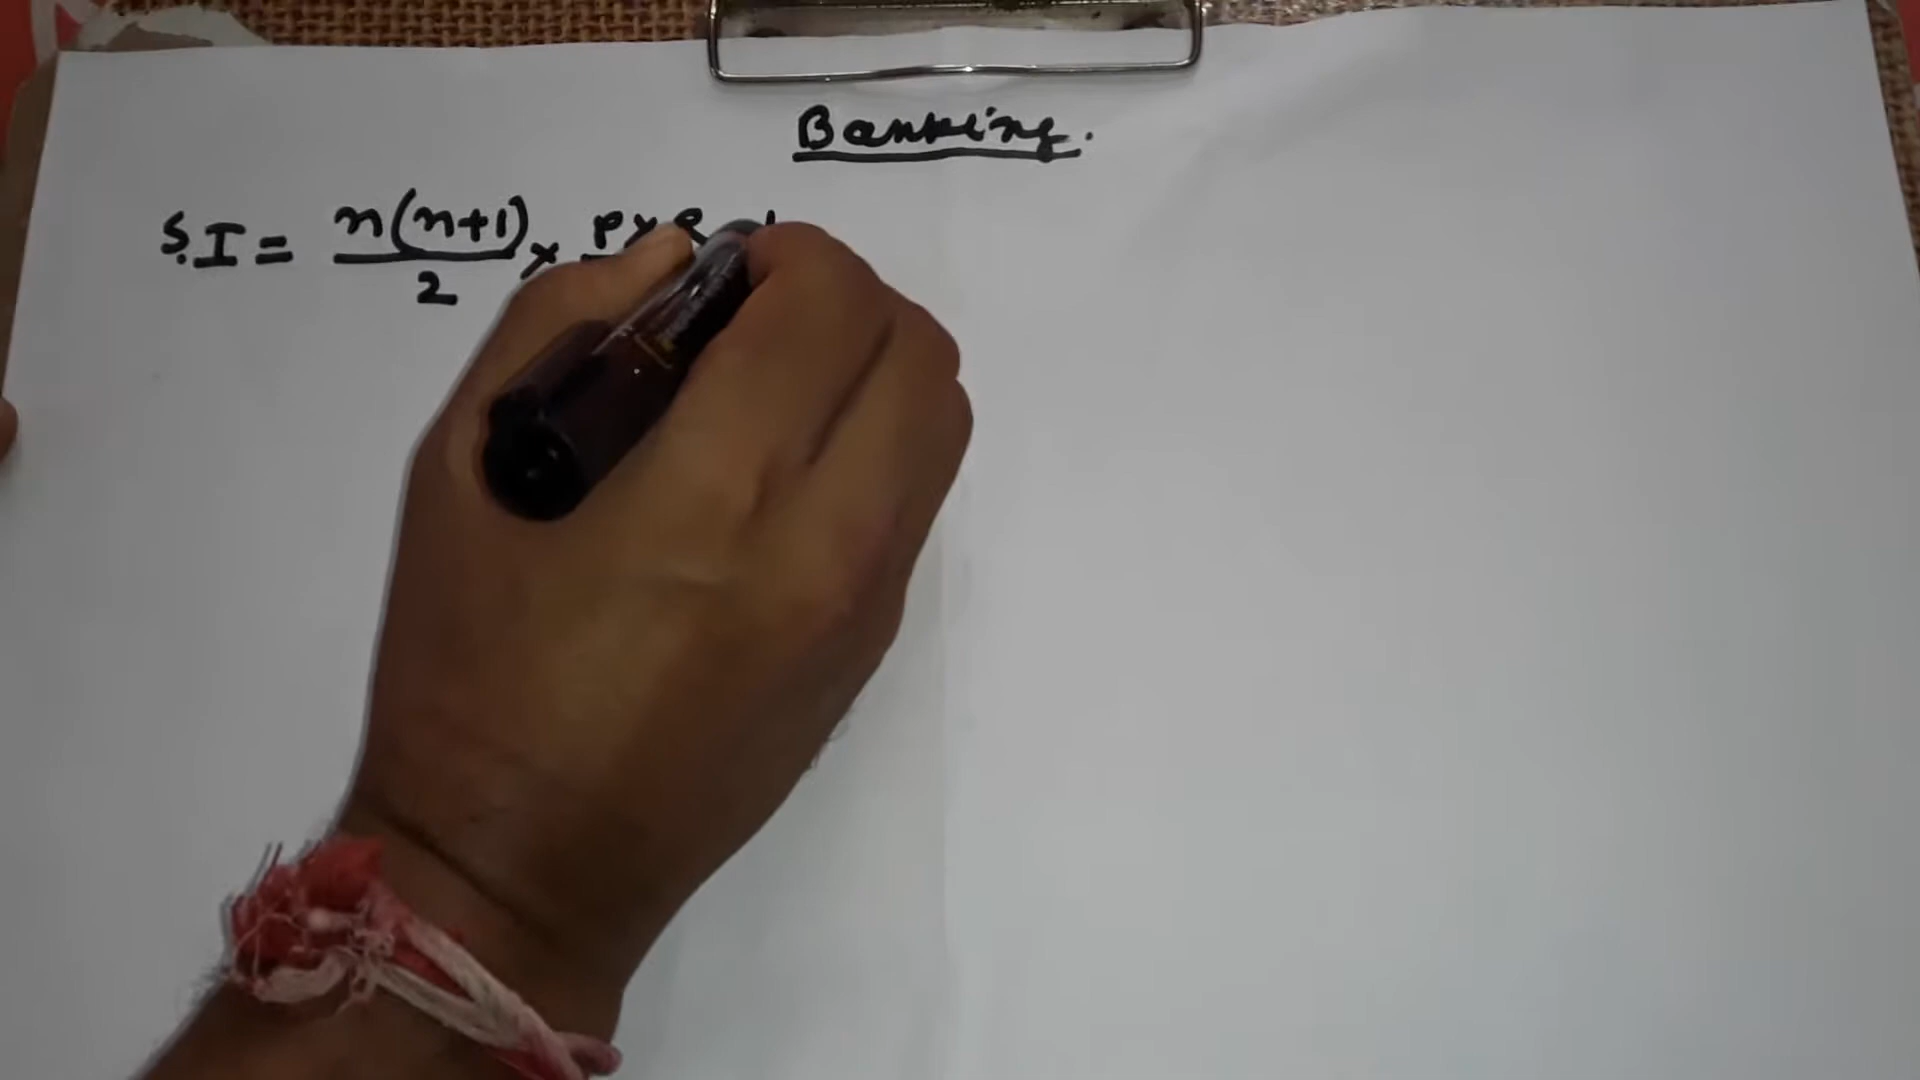 Banking.
S.I = n(n+1)/2 × P×R